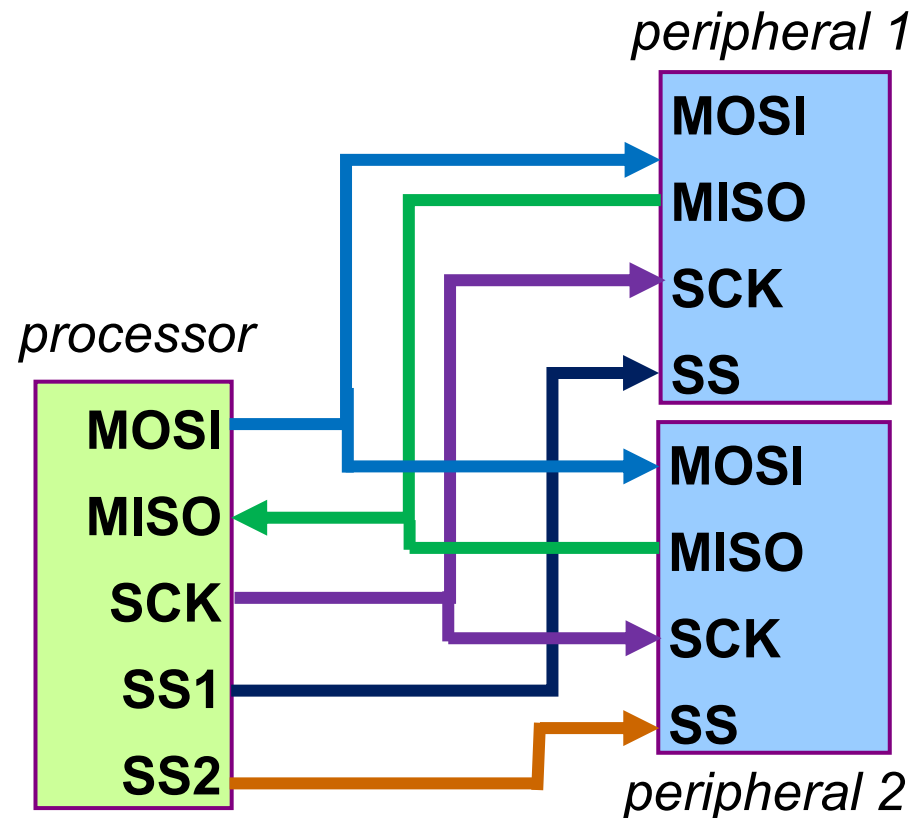 peripheral 1
MOSI
MISO
SCK
SS
processor
MOSI
MISO
SCK
SS1
SS2
MOSI
MISO
SCK
SS
peripheral 2